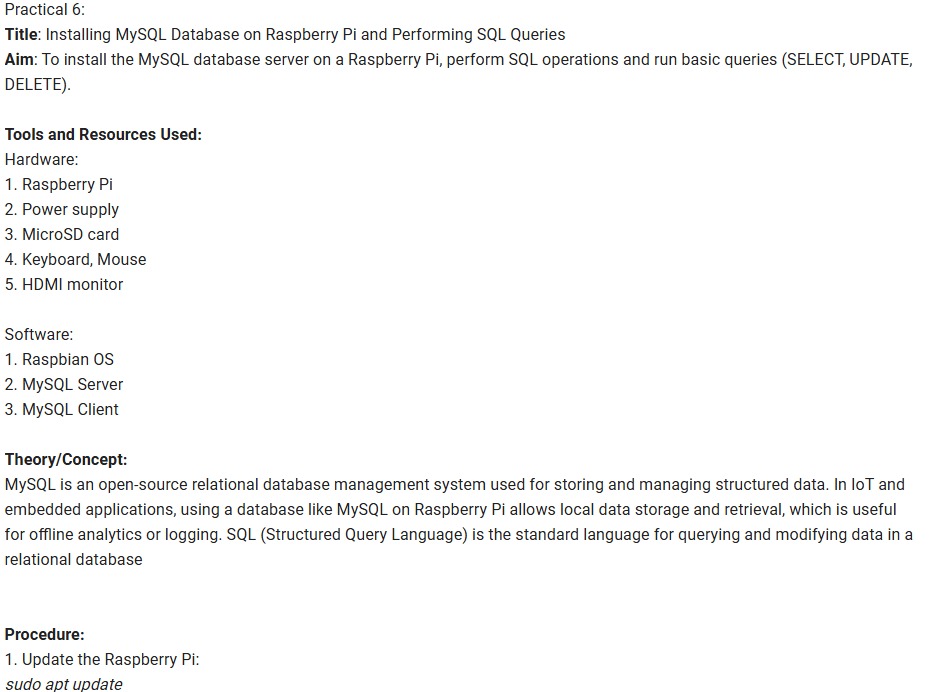 Practical 6:
Title: Installing MySQL Database on Raspberry Pi and Performing SQL Queries
Aim: To install the MySQL database server on a Raspberry Pi, perform SQL operations and run basic queries (SELECT, UPDATE,
DELETE).
Tools and Resources Used:
Hardware:
1. Raspberry Pi
2. Power supply
3. MicroSD card
4. Keyboard, Mouse
5. HDMI monitor
Software:
1. Raspbian OS
2. MySQL Server
3. MySQL Client
Theory/Concept:
MySQL is an open-source relational database management system used for storing and managing structured data. In IoT and
embedded applications, using a database like MySQL on Raspberry Pi allows local data storage and retrieval, which is useful
for offline analytics or logging. SQL (Structured Query Language) is the standard language for querying and modifying data in a
relational database
Procedure:
1. Update the Raspberry Pi:
sudo apt update